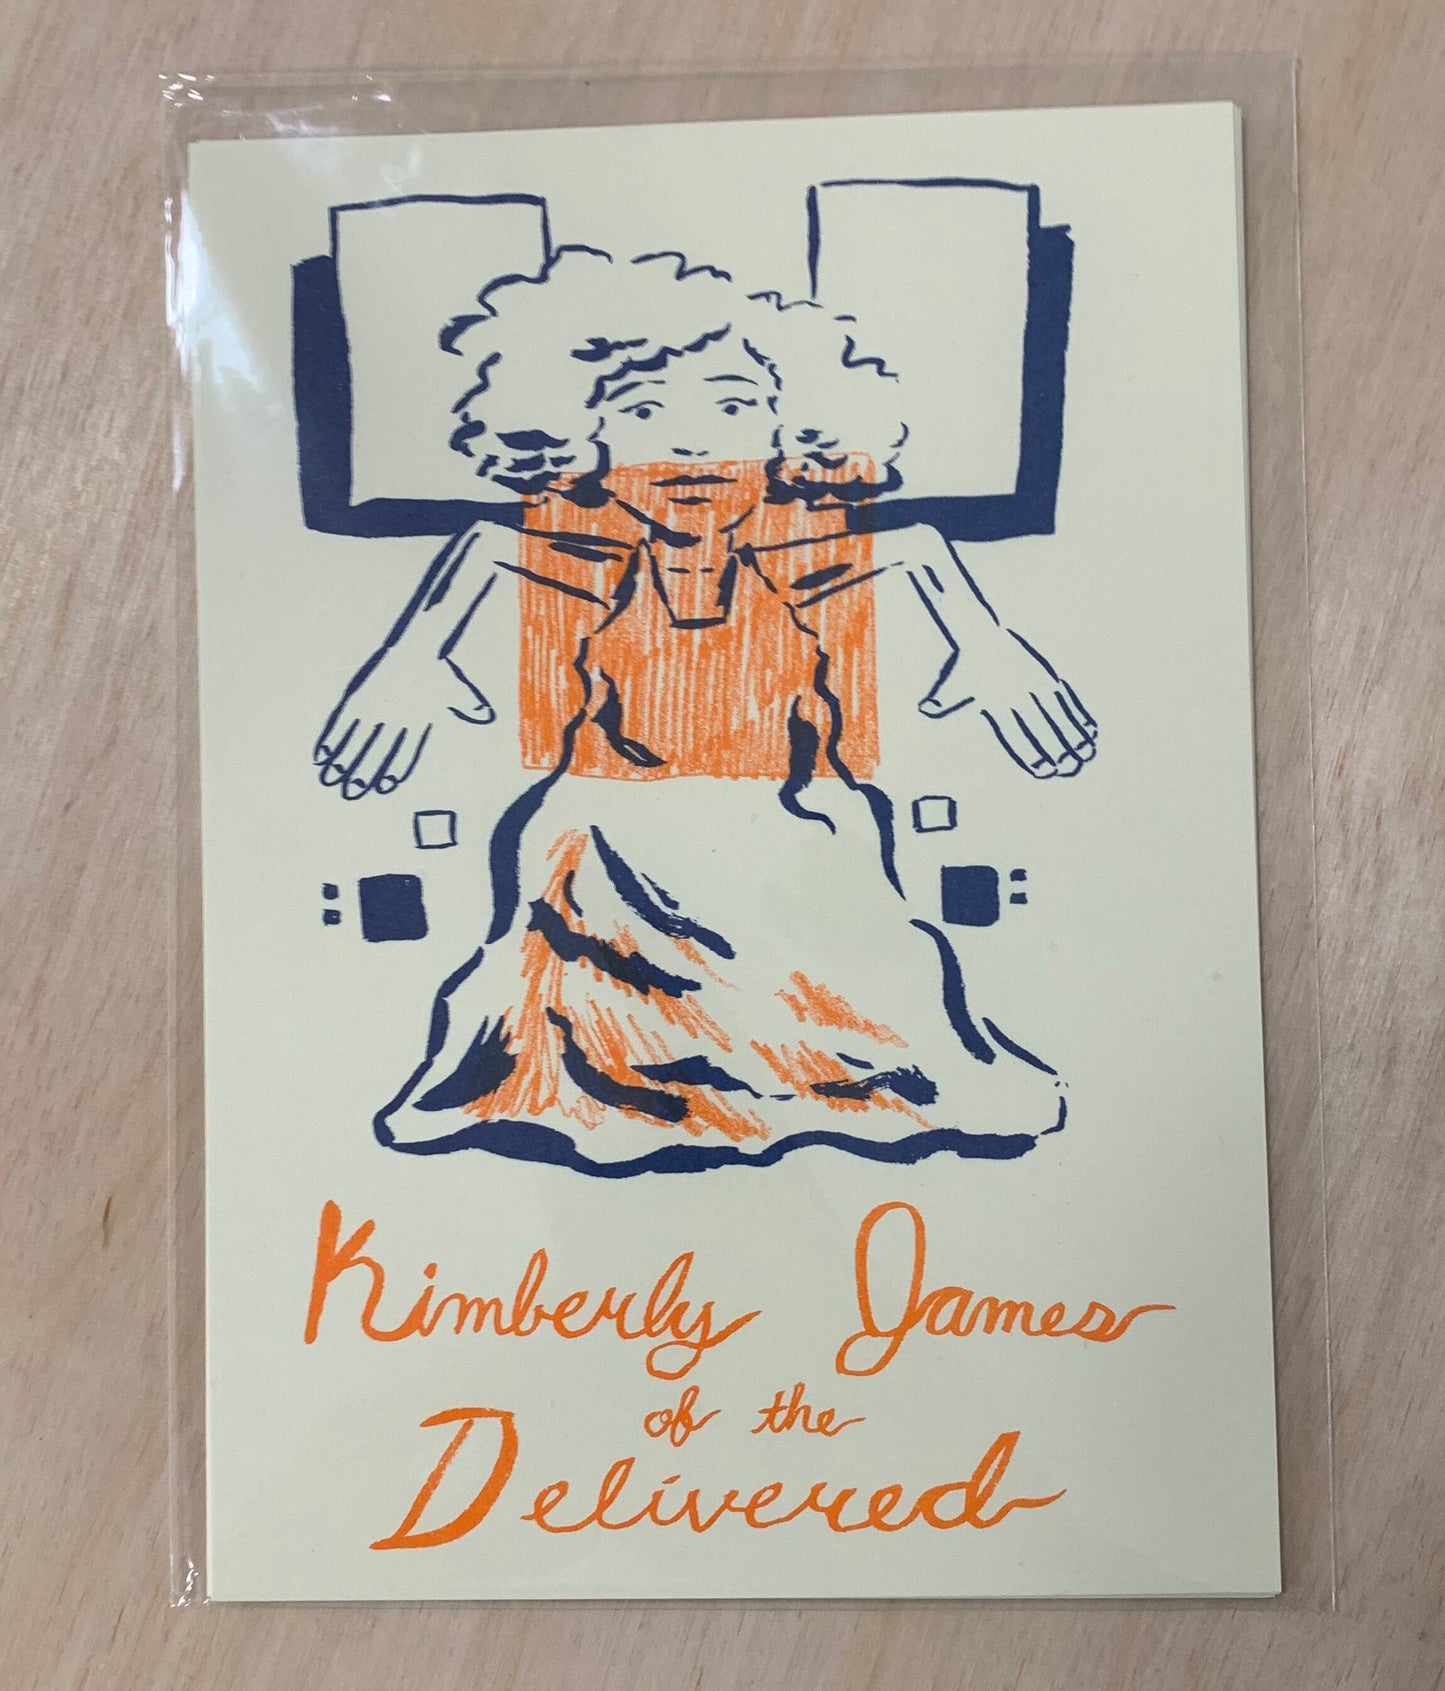 Kimberly James
of the
Delivered